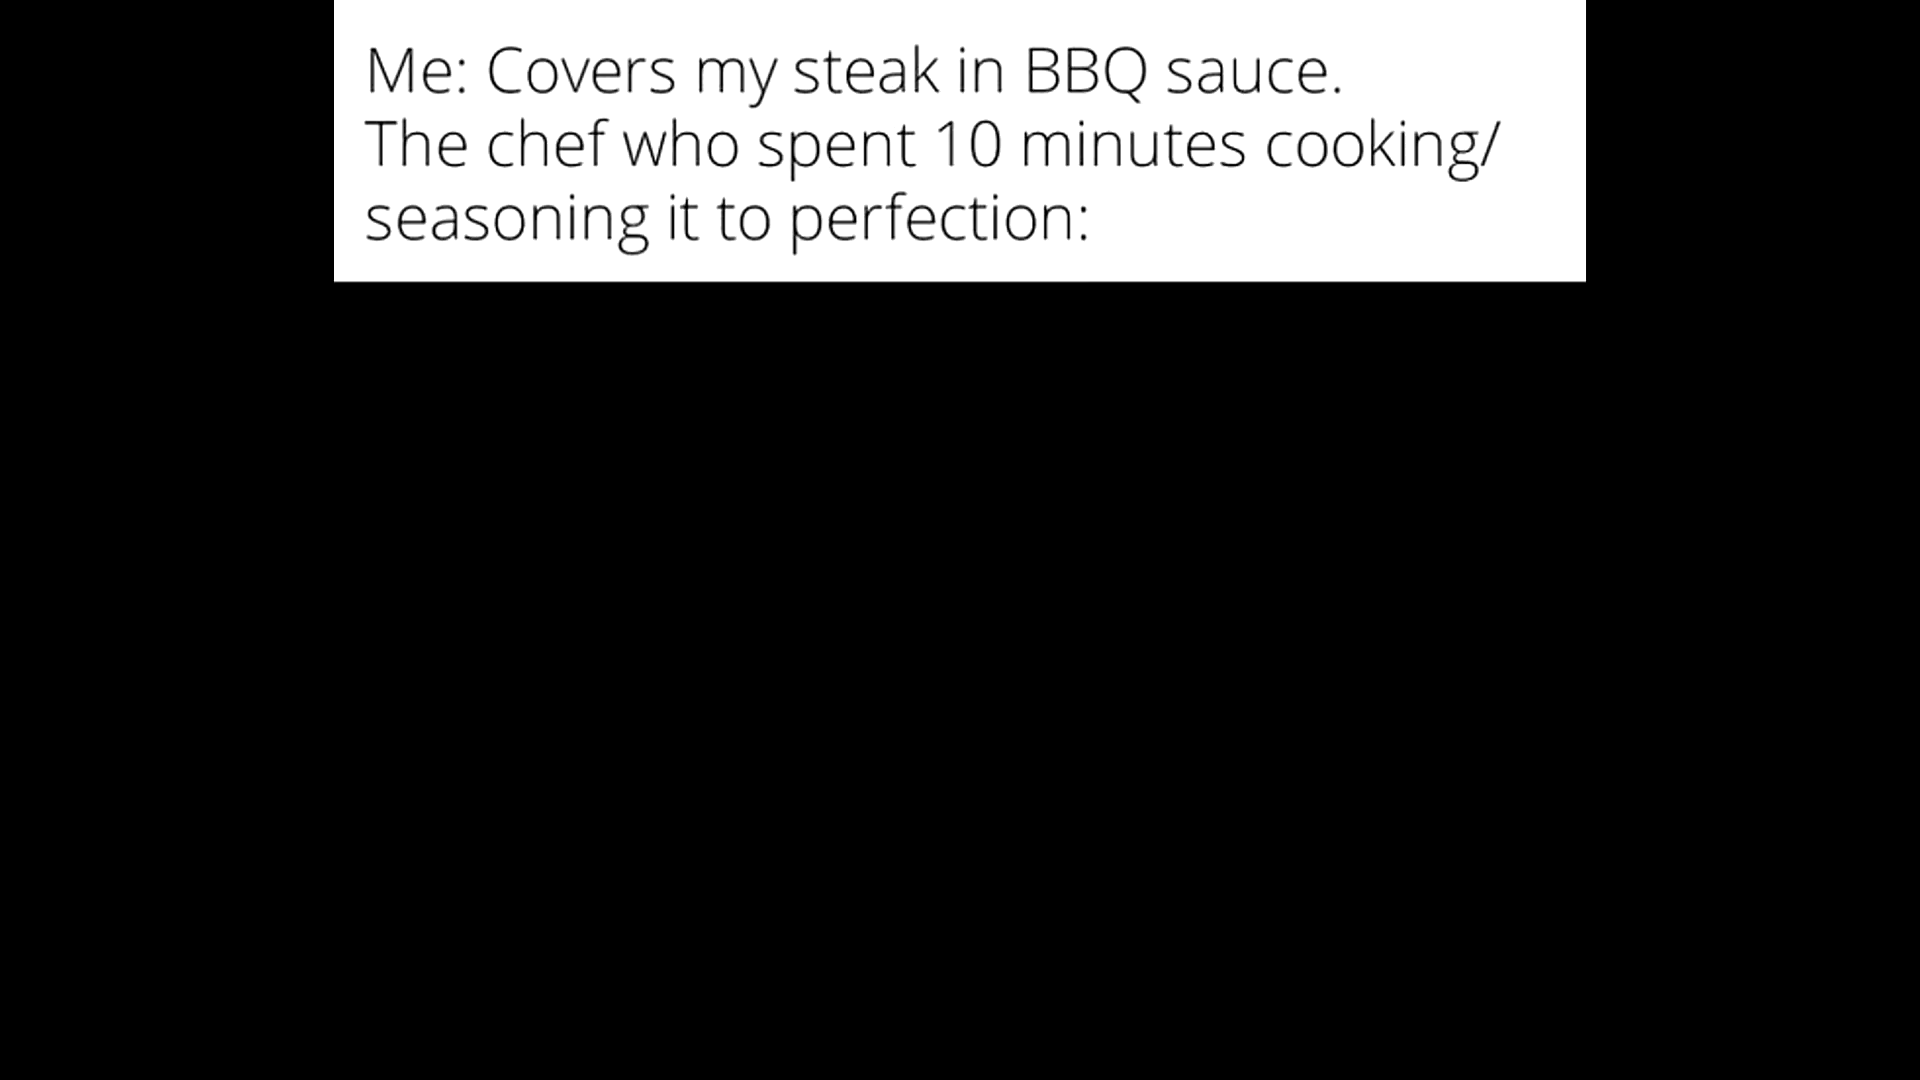 Me: Covers my steak in BBQ sauce.
The chef who spent 10 minutes cooking/
seasoning it to perfection: